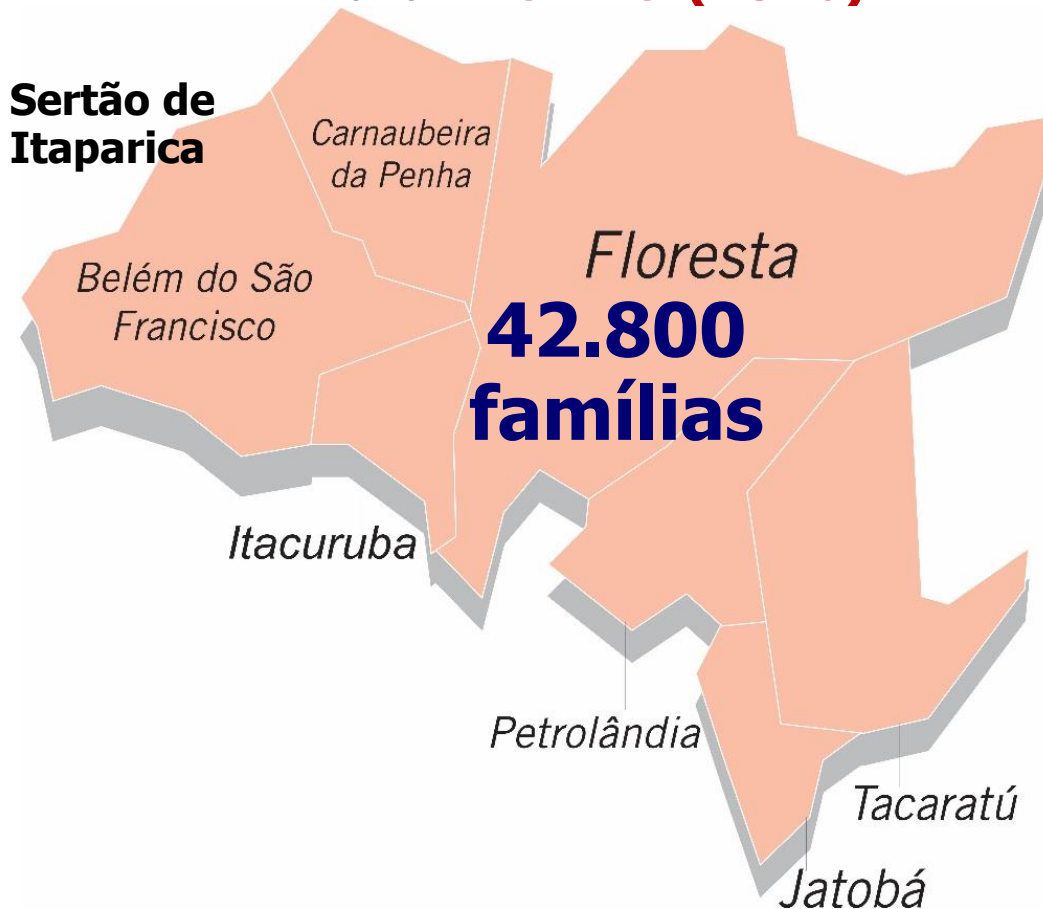 Sertão de
Itaparica
Carnaubeira
da Penha
Floresta
Belém do São
Francisco
42.800
famílias
Itacuruba
Petrolândia
Tacaratú
Jatobá